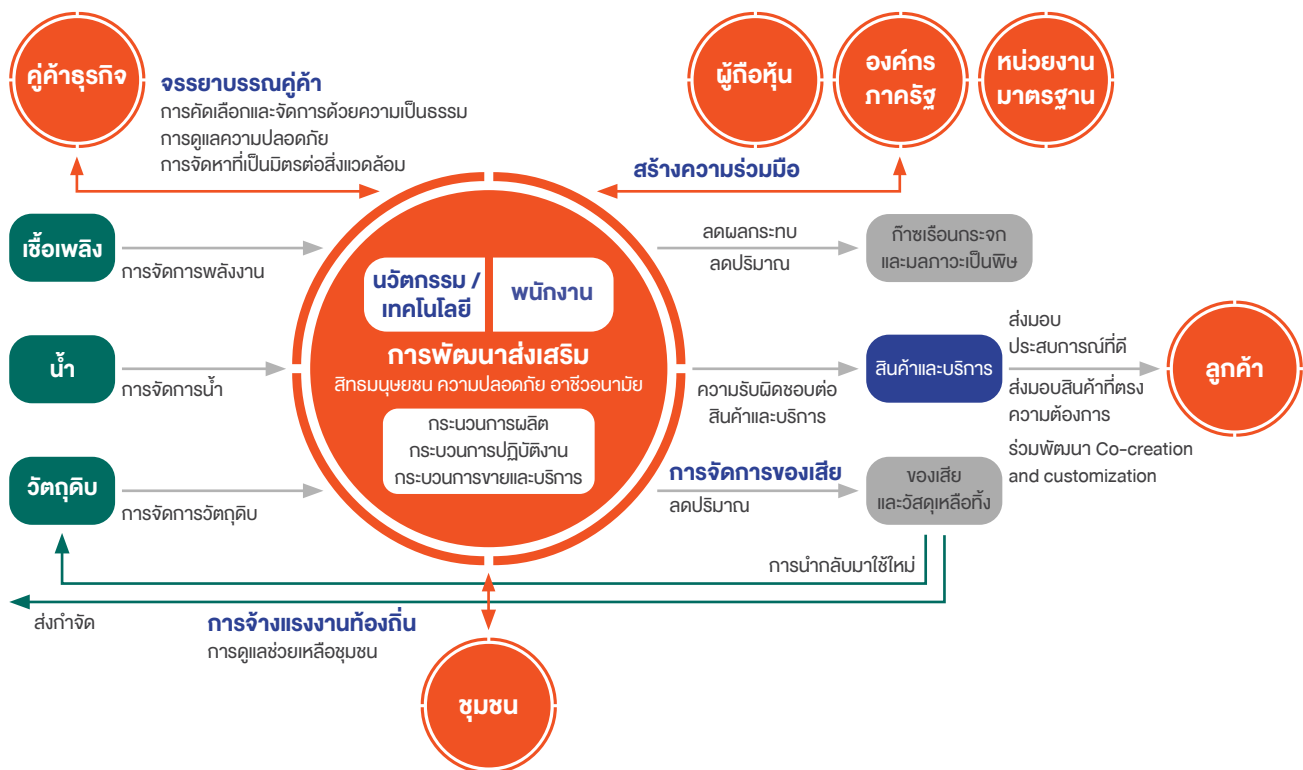 คู่ค้าธุรกิจ
จรรยาบรรณคู่ค้า
การคัดเลือกและจัดการด้วยความเป็นธรรม
การดูแลความปลอดภัย
การจัดหาที่เป็นมิตรต่อสิ่งแวดล้อม
ผู้ถือหุ้น
องค์กร
ภาครัฐ
หน่วยงาน
มาตรฐาน
สร้างความร่วมมือ
เชื้อเพลิง
การจัดการพลังงาน
น้ำ
การจัดการน้ำ
วัตถุดิบ
การจัดการวัตถุดิบ
นวัตกรรม /
เทคโนโลยี
พนักงาน
การพัฒนาส่งเสริม
สิทธมนุษยชน ความปลอดภัย อาชีวอนามัย
กระนวนการผลิต
กระบวนการปฏิบัติงาน
กระบวนการขายและบริการ
ลดผลกระทบ
ลดปริมาณ
ก๊าซเรือนกระจก
และมลภาวะเป็นพิษ
ความรับผิดชอบต่อ
สินค้าและบริการ
สินค้าและบริการ
ส่งมอบ
ประสบการณ์ที่ดี
ส่งมอบสินค้าที่ตรง
ความต้องการ
ร่วมพัฒนา Co-creation
and customization
ลูกค้า
การจัดการของเสีย
ลดปริมาณ
ของเสีย
และวัสดุเหลือทิ้ง
การนำกลับมาใช้ใหม่
ส่งกำจัด
การจ้างแรงงานท้องถิ่น
การดูแลช่วยเหลือชุมชน
ชุมชน